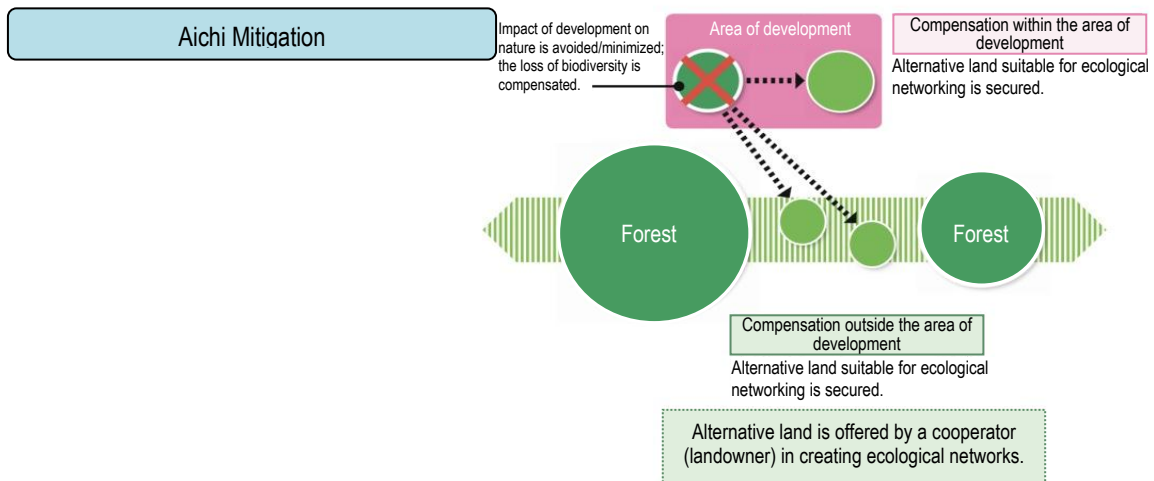 Aichi Mitigation
Impact of development on
nature is avoided/minimized;
the loss of biodiversity is
compensated.
Area of development
Compensation within the area of
development
Alternative land suitable for ecological
networking is secured.
Forest
Forest
Compensation outside the area of
development
Alternative land suitable for ecological
networking is secured.
Alternative land is offered by a cooperator
(landowner) in creating ecological networks.